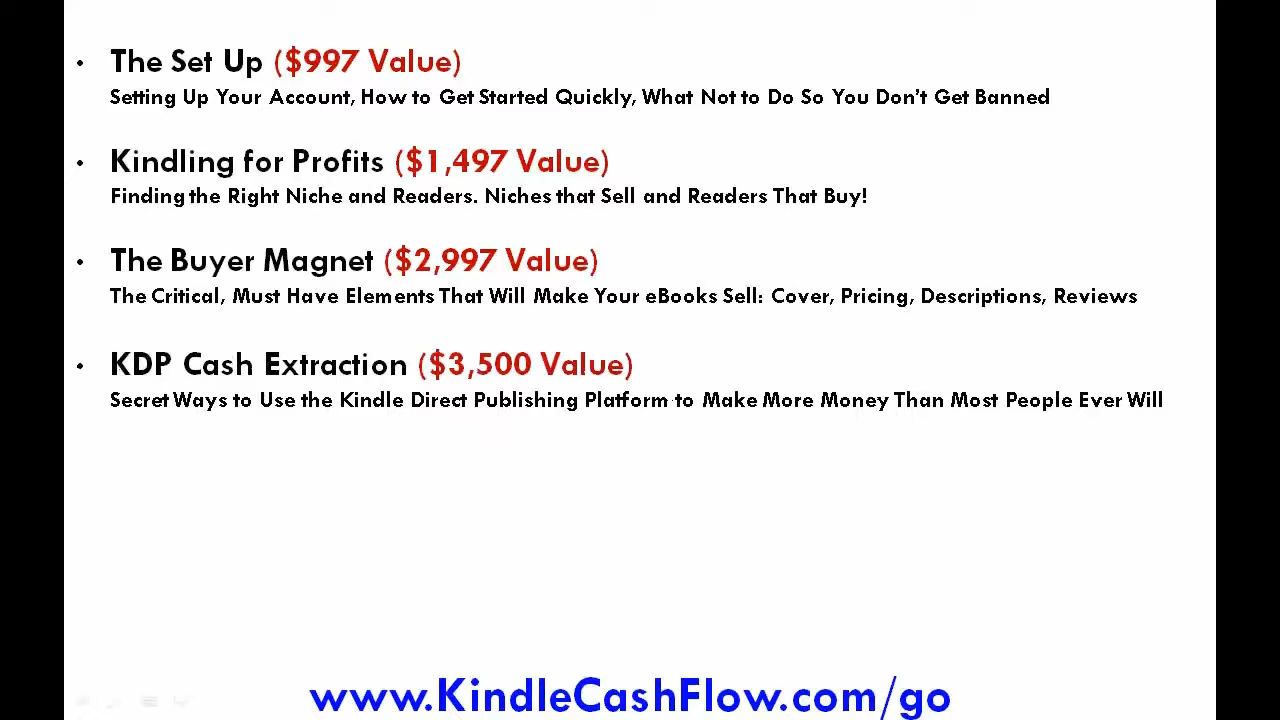 • The Set Up ($997 Value)
Setting Up Your Account, How to Get Started Quickly, What Not to Do So You Don't Get Banned
• Kindling for Profits ($1,497 Value)
Finding the Right Niche and Readers. Niches that Sell and Readers That Buy!
• The Buyer Magnet ($2,997 Value)
The Critical, Must Have Elements That Will Make Your eBooks Sell: Cover, Pricing, Descriptions, Reviews
• KDP Cash Extraction ($3,500 Value)
Secret Ways to Use the Kindle Direct Publishing Platform to Make More Money Than Most People Ever Will
www.KindleCashFlow.com/go